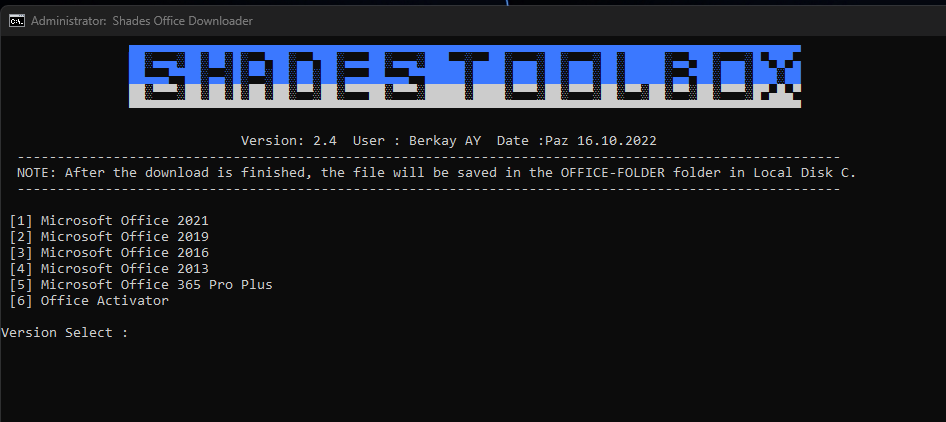 Administrator: Shades Office Downloader
SHADES TOOLBOX
Version: 2.4 User : Berkay AY Date :Paz 16.10.2022
-------------------------------------------------------------------------------------------------------
NOTE: After the download is finished, the file will be saved in the OFFICE-FOLDER folder in Local Disk C.
-------------------------------------------------------------------------------------------------------
[1] Microsoft Office 2021
[2] Microsoft Office 2019
[3] Microsoft Office 2016
[4] Microsoft Office 2013
[5] Microsoft Office 365 Pro Plus
[6] Office Activator
Version Select :